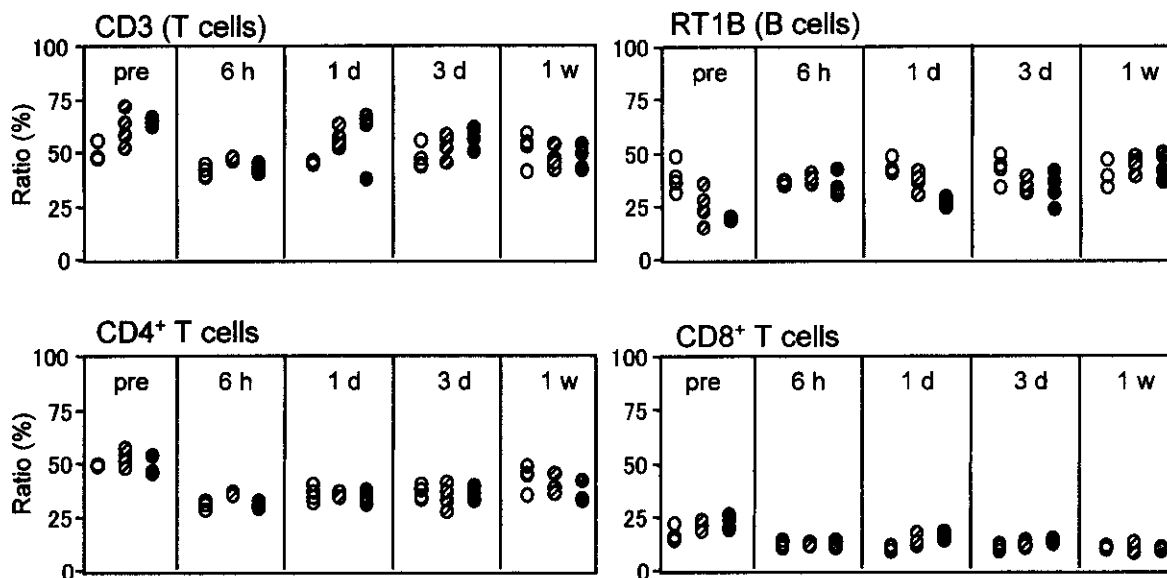 CD3 (T cells)
RT1B (B cells)
100
75
50
25
0
Ratio (%)
pre
6 h
1 d
3 d
1 w
100
75
50
25
0
pre
6 h
1 d
3 d
1 w
CD4⁺ T cells
CD8⁺ T cells
100
75
50
25
0
Ratio (%)
pre
6 h
1 d
3 d
1 w
100
75
50
25
0
pre
6 h
1 d
3 d
1 w